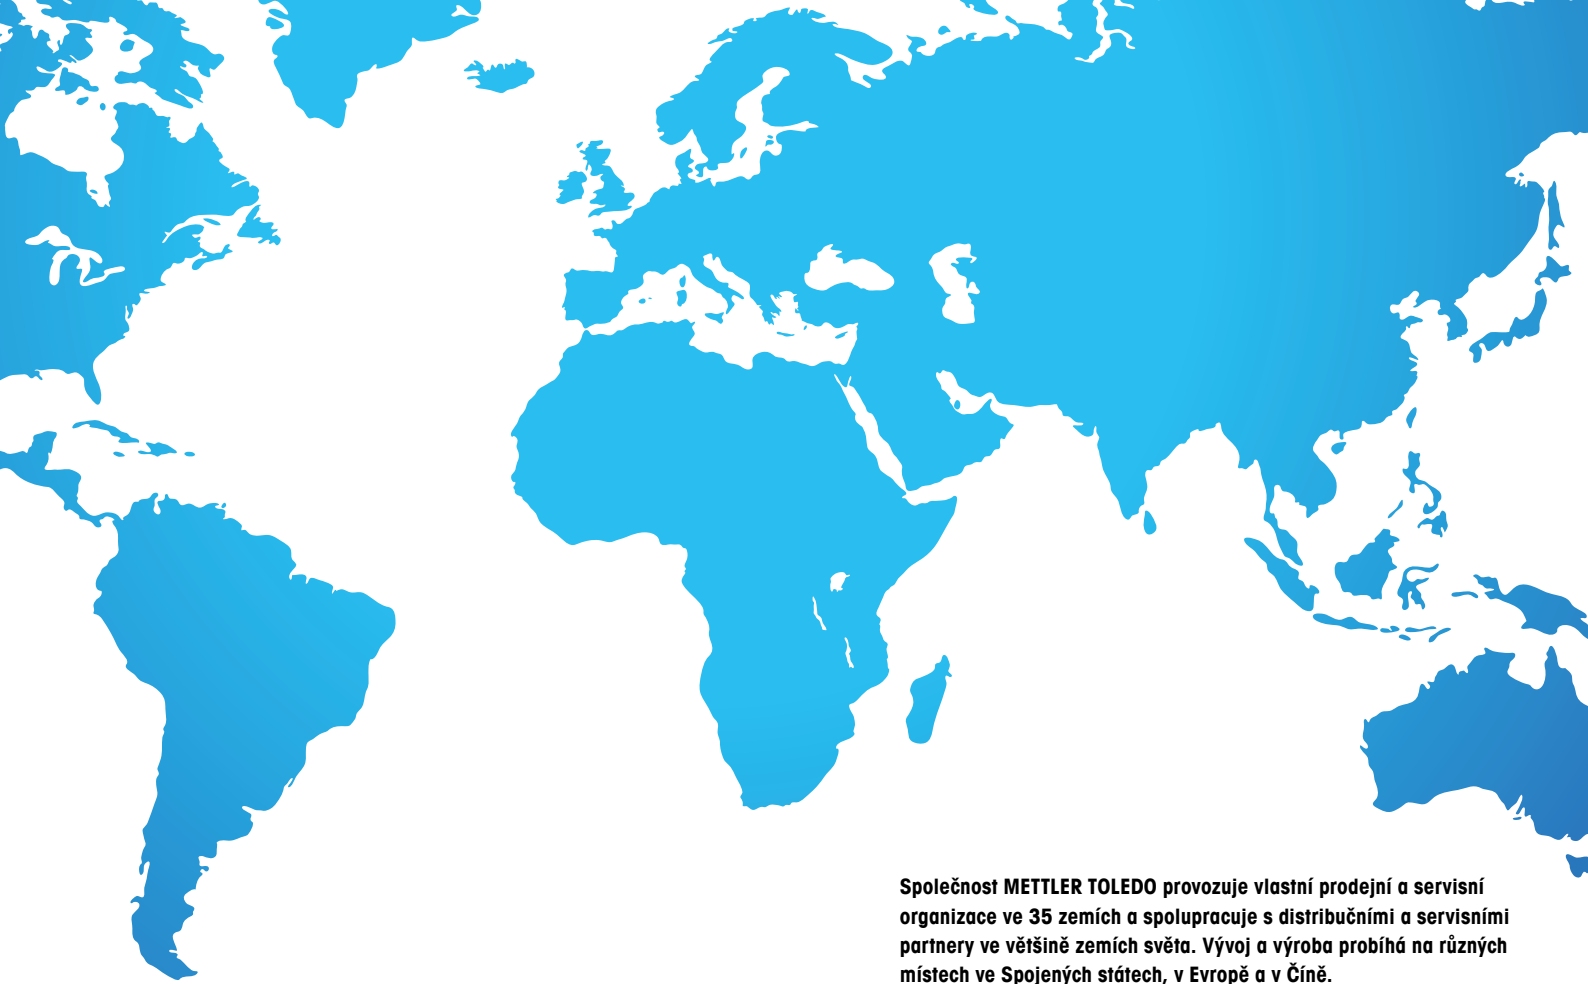 Společnost METTLER TOLEDO provozuje vlastní prodejní a servisní
organizace ve 35 zemích a spolupracuje s distribučními a servisními
partnery ve většině zemích světa. Vývoj a výroba probíhá na různých
místech ve Spojených státech, v Evropě a v Číně.